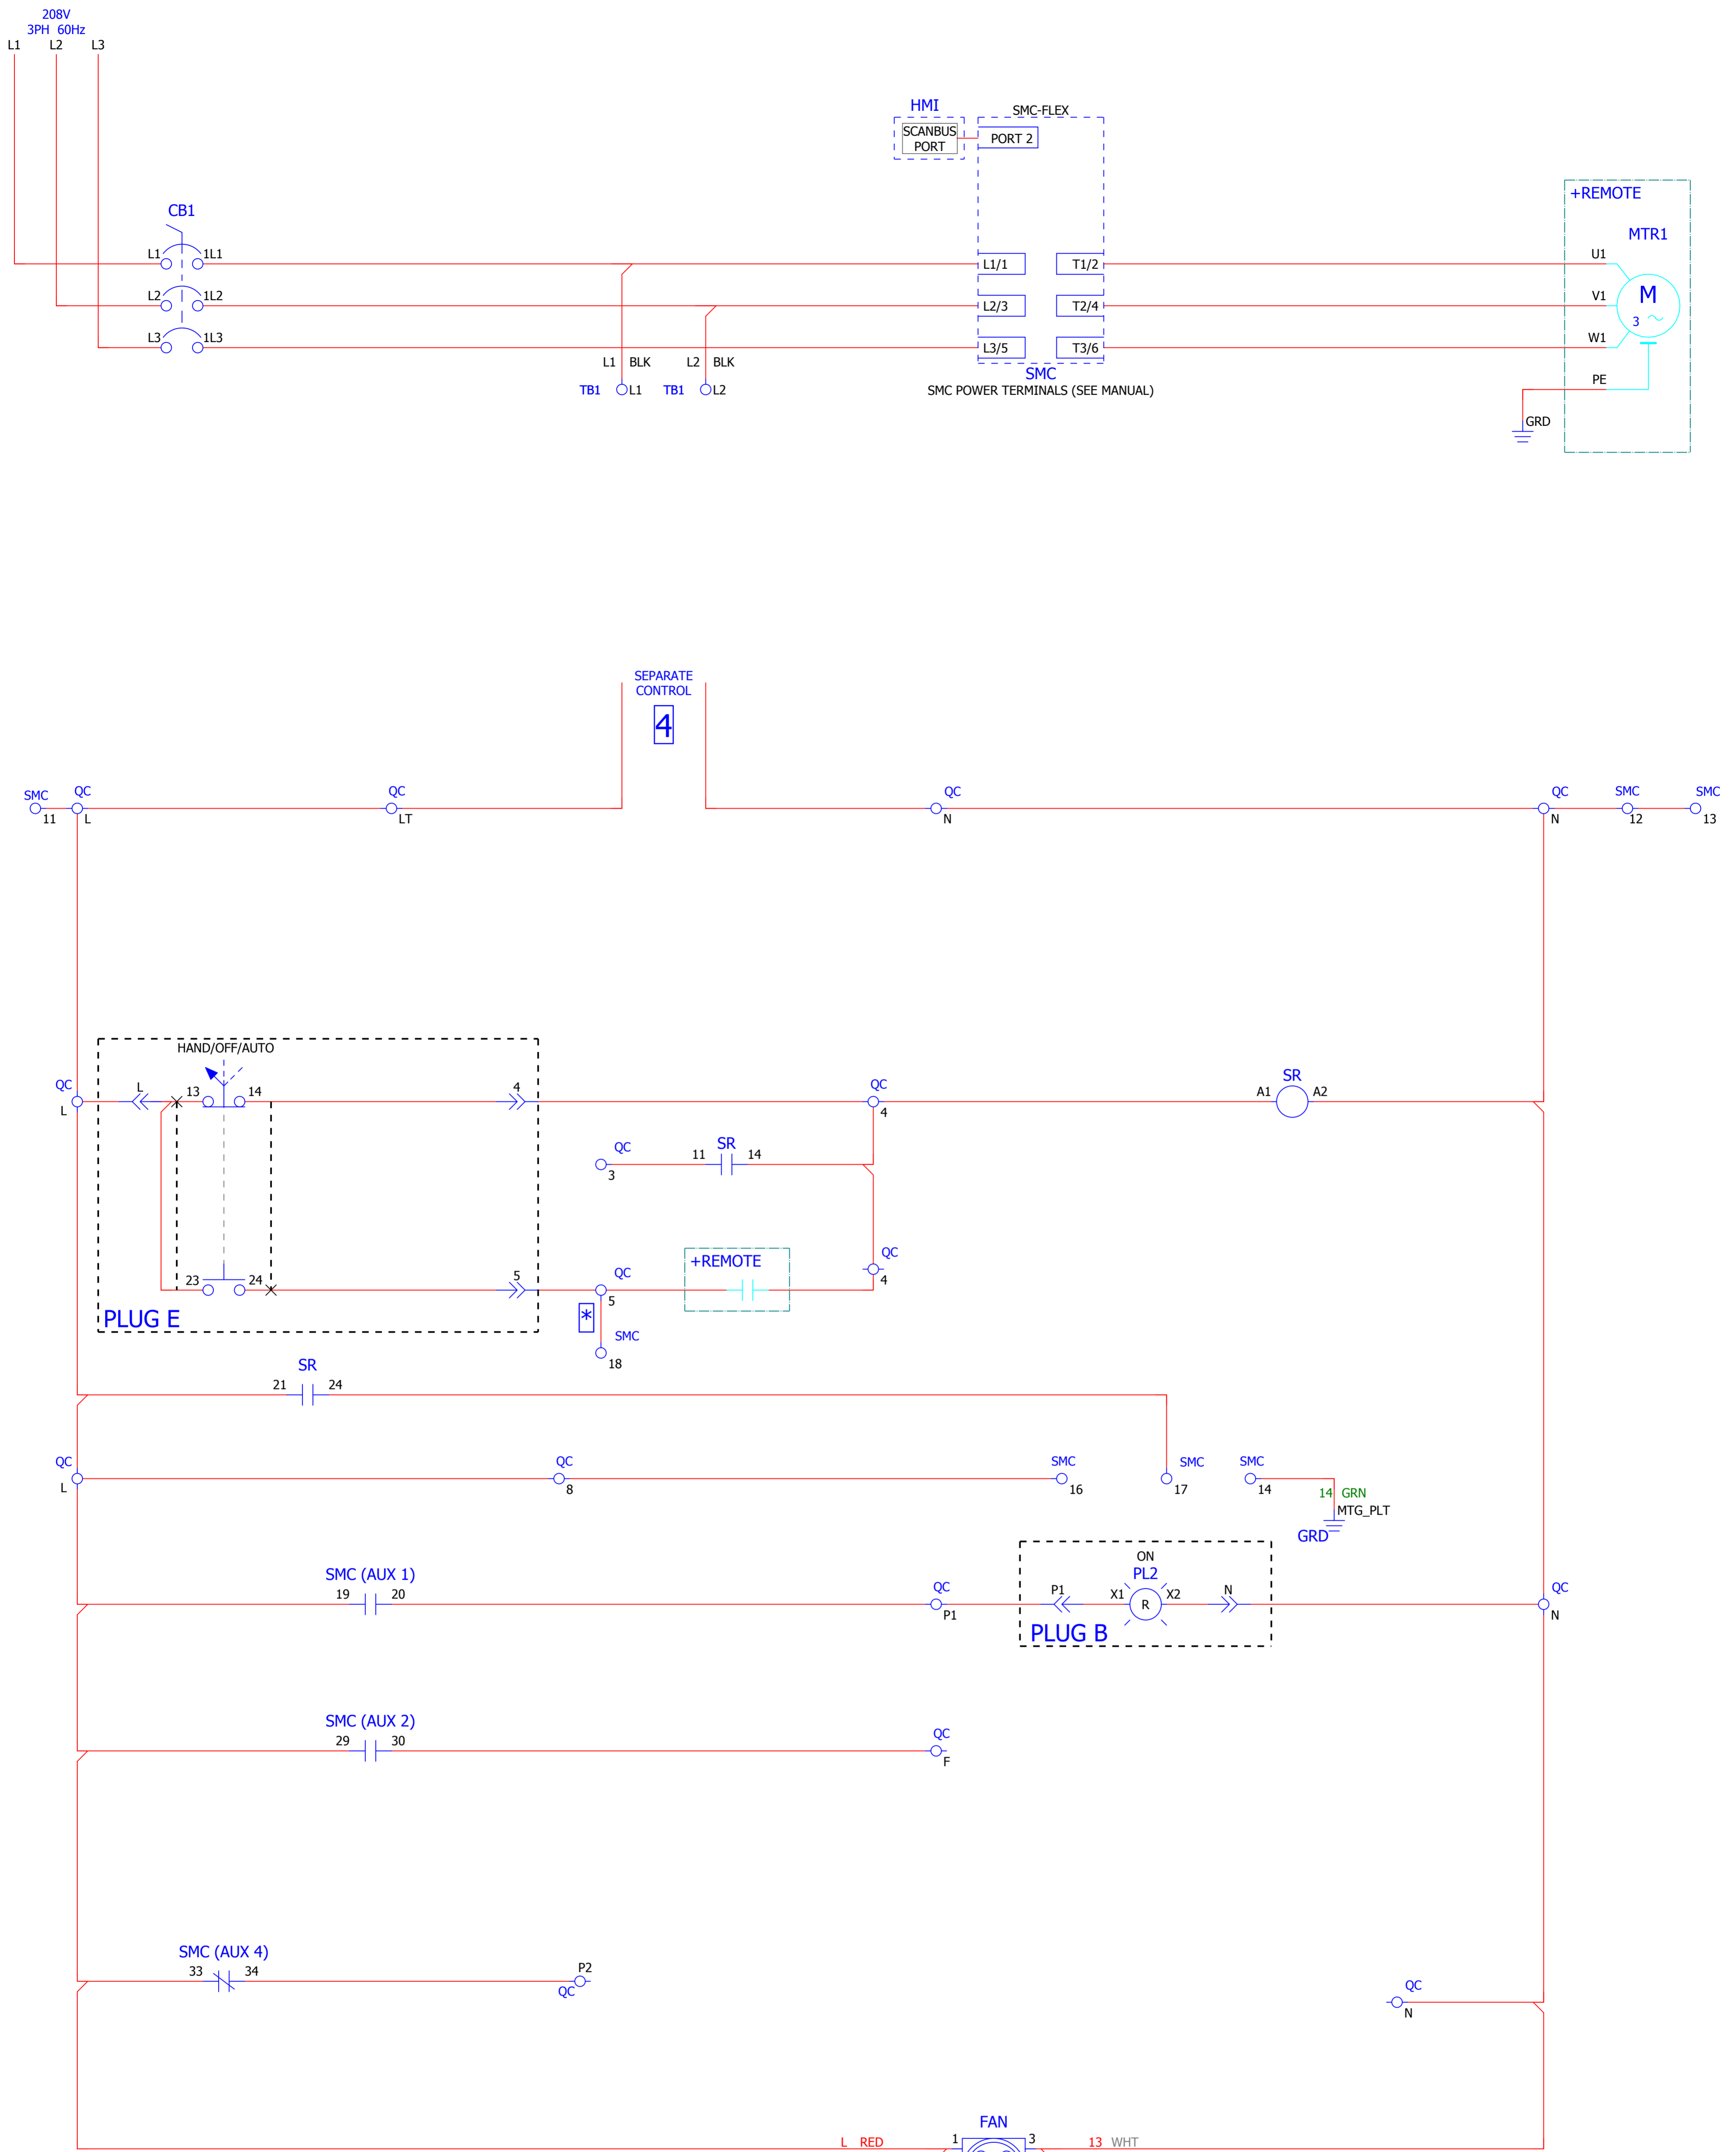 208V
3PH 60Hz
L1 L2 L3
HMI
SCANBUS
PORT
SMC-FLEX
PORT 2
+REMOTE
MTR1
CB1
L1 1L1
L2 1L2
L3 1L3
L1/1 T1/2
L2/3 T2/4
L3/5 T3/6
U1
V1
W1
PE
M
3
GRD
L1 BLK L2 BLK
TB1 L1 TB1 L2
SMC
SMC POWER TERMINALS (SEE MANUAL)
SEPARATE
CONTROL
4
SMC QC QC QC QC SMC SMC
11 L LT N N 12 13
HAND/OFF/AUTO
QC L 13 14 4 QC SR
L 4 A1 A2
QC 11 SR 14
3
+REMOTE QC
4
23 24 5 QC
5
PLUG E
*
SMC
18
SR
21 24
QC QC SMC SMC SMC
L 8 16 17 14
14 GRN
MTG_PLT
GRD
ON
SMC (AUX 1) PL2
19 20 QC P1 X1 X2 N QC
P1 R N
PLUG B
SMC (AUX 2)
29 30 QC
F
SMC (AUX 4)
33 34 P2
QC
QC
N
FAN
L RED 1 3 13 WHT